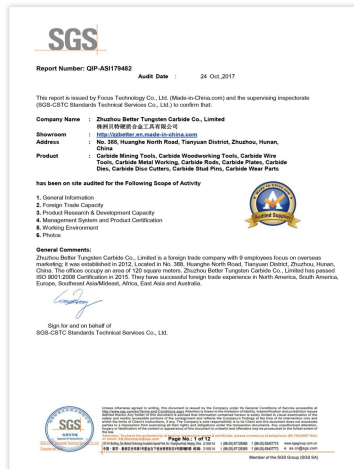 SGS
Report Number: QIP-ASI179482
Audit Date : 24 Oct.,2017
This report is issued by Focus Technology Co., Ltd. (Made-in-China.com) and the supervising inspectorate
(SGS-CSTC Standards Technical Services Co., Ltd.) to confirm that:
Company Name : Zhuzhou Better Tungsten Carbide Co., Limited
株洲贝特硬质合金工具有限公司
Showroom : http://zzbetter.en.made-in-china.com
Address : No. 388, Huanghe North Road, Tianyuan District, Zhuzhou, Hunan,
China
Product : Carbide Mining Tools, Carbide Woodworking Tools, Carbide Wire
Tools, Carbide Metal Working, Carbide Rods, Carbide Plates, Carbide
Dies, Carbide Disc Cutters, Carbide Stud Pins, Carbide Wear Parts
has been on site audited for the Following Scope of Activity
1. General Information
2. Foreign Trade Capacity
3. Product Research & Development Capacity
4. Management System and Product Certification
5. Working Environment
6. Photos
Audited Supplier
General Comments:
Zhuzhou Better Tungsten Carbide Co., Limited is a foreign trade company with 9 employees focus on overseas
marketing; it was established in 2012, Located in No. 388, Huanghe North Road, Tianyuan District, Zhuzhou, Hunan,
China. The offices occupy an area of 120 square meters. Zhuzhou Better Tungsten Carbide Co., Limited has passed
ISO 9001:2008 Certification in 2015. They have successful foreign trade experience in North America, South America,
Europe, Southeast Asia/Mideast, Africa, East Asia and Australia.
Sign for and on behalf of
SGS-CSTC Standards Technical Services Co., Ltd.
SGS
Page No.: 1 of 12
Member of the SGS Group (SGS SA)